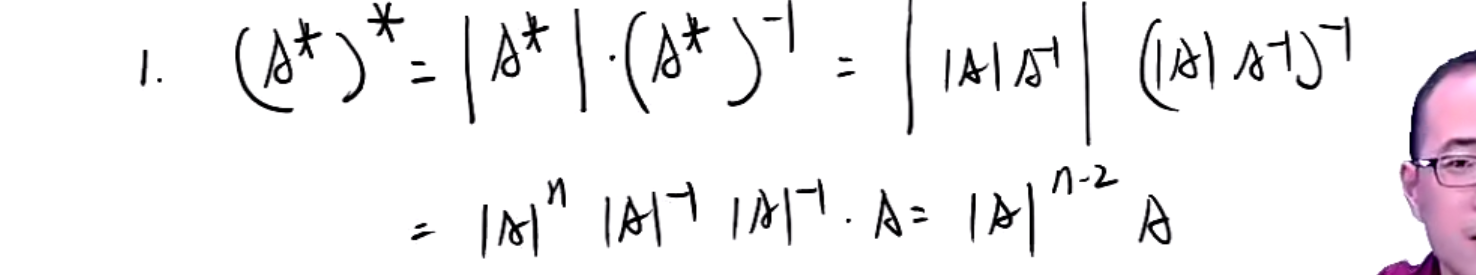 1. (A*)* = |A*| · (A*)⁻¹ = | |A| A⁻¹ | (|A| A⁻¹)⁻¹
= |A|ⁿ |A|⁻¹ |A|⁻¹ · A = |A|ⁿ⁻² A